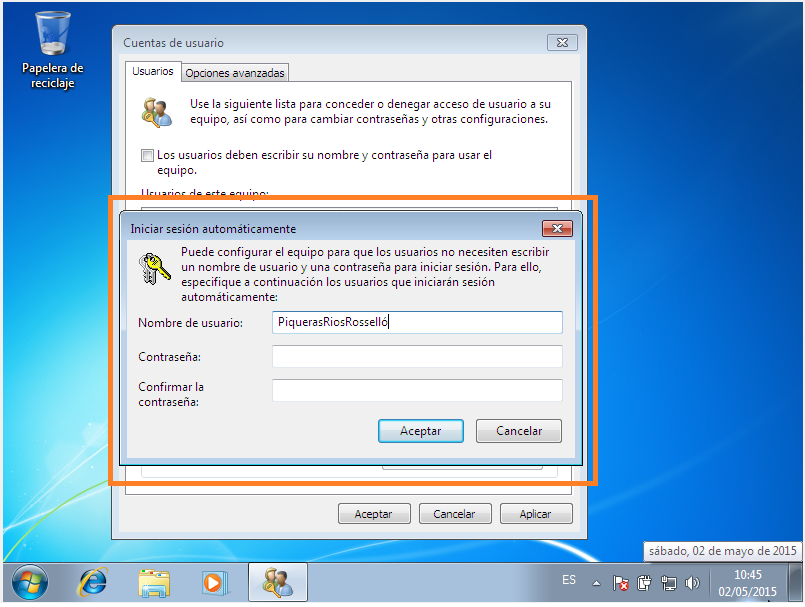 Papelera de
reciclaje
Cuentas de usuario
Usuarios
Opciones avanzadas
Use la siguiente lista para conceder o denegar acceso de usuario a su
equipo, así como para cambiar contraseñas y otras configuraciones.
Los usuarios deben escribir su nombre y contraseña para usar el
equipo.
Usuarios de este equipo:
Iniciar sesión automáticamente
Puede configurar el equipo para que los usuarios no necesiten escribir
un nombre de usuario y una contraseña para iniciar sesión. Para ello,
especifique a continuación los usuarios que iniciarán sesión
automáticamente:
Nombre de usuario:
PiquerasRiosRosselló
Contraseña:
Confirmar la
contraseña:
Aceptar
Cancelar
Aceptar
Cancelar
Aplicar
sábado, 02 de mayo de 2015
ES
10:45
02/05/2015